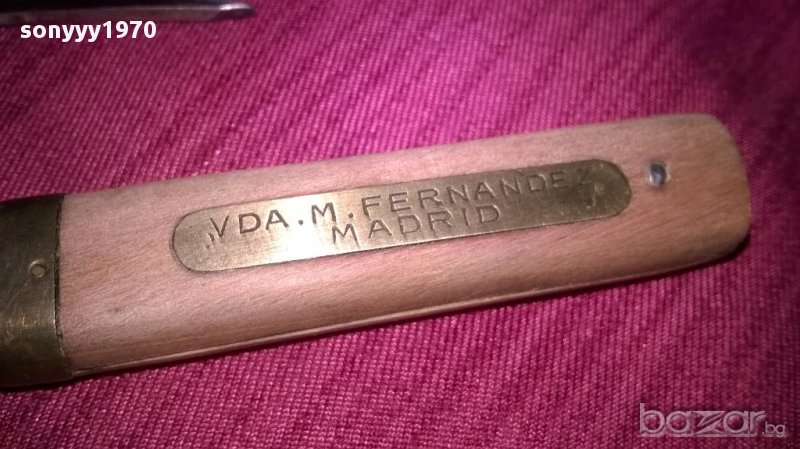 sonyyy1970
VDA. M. FERNANDEZ
MADRID
bazar.bg